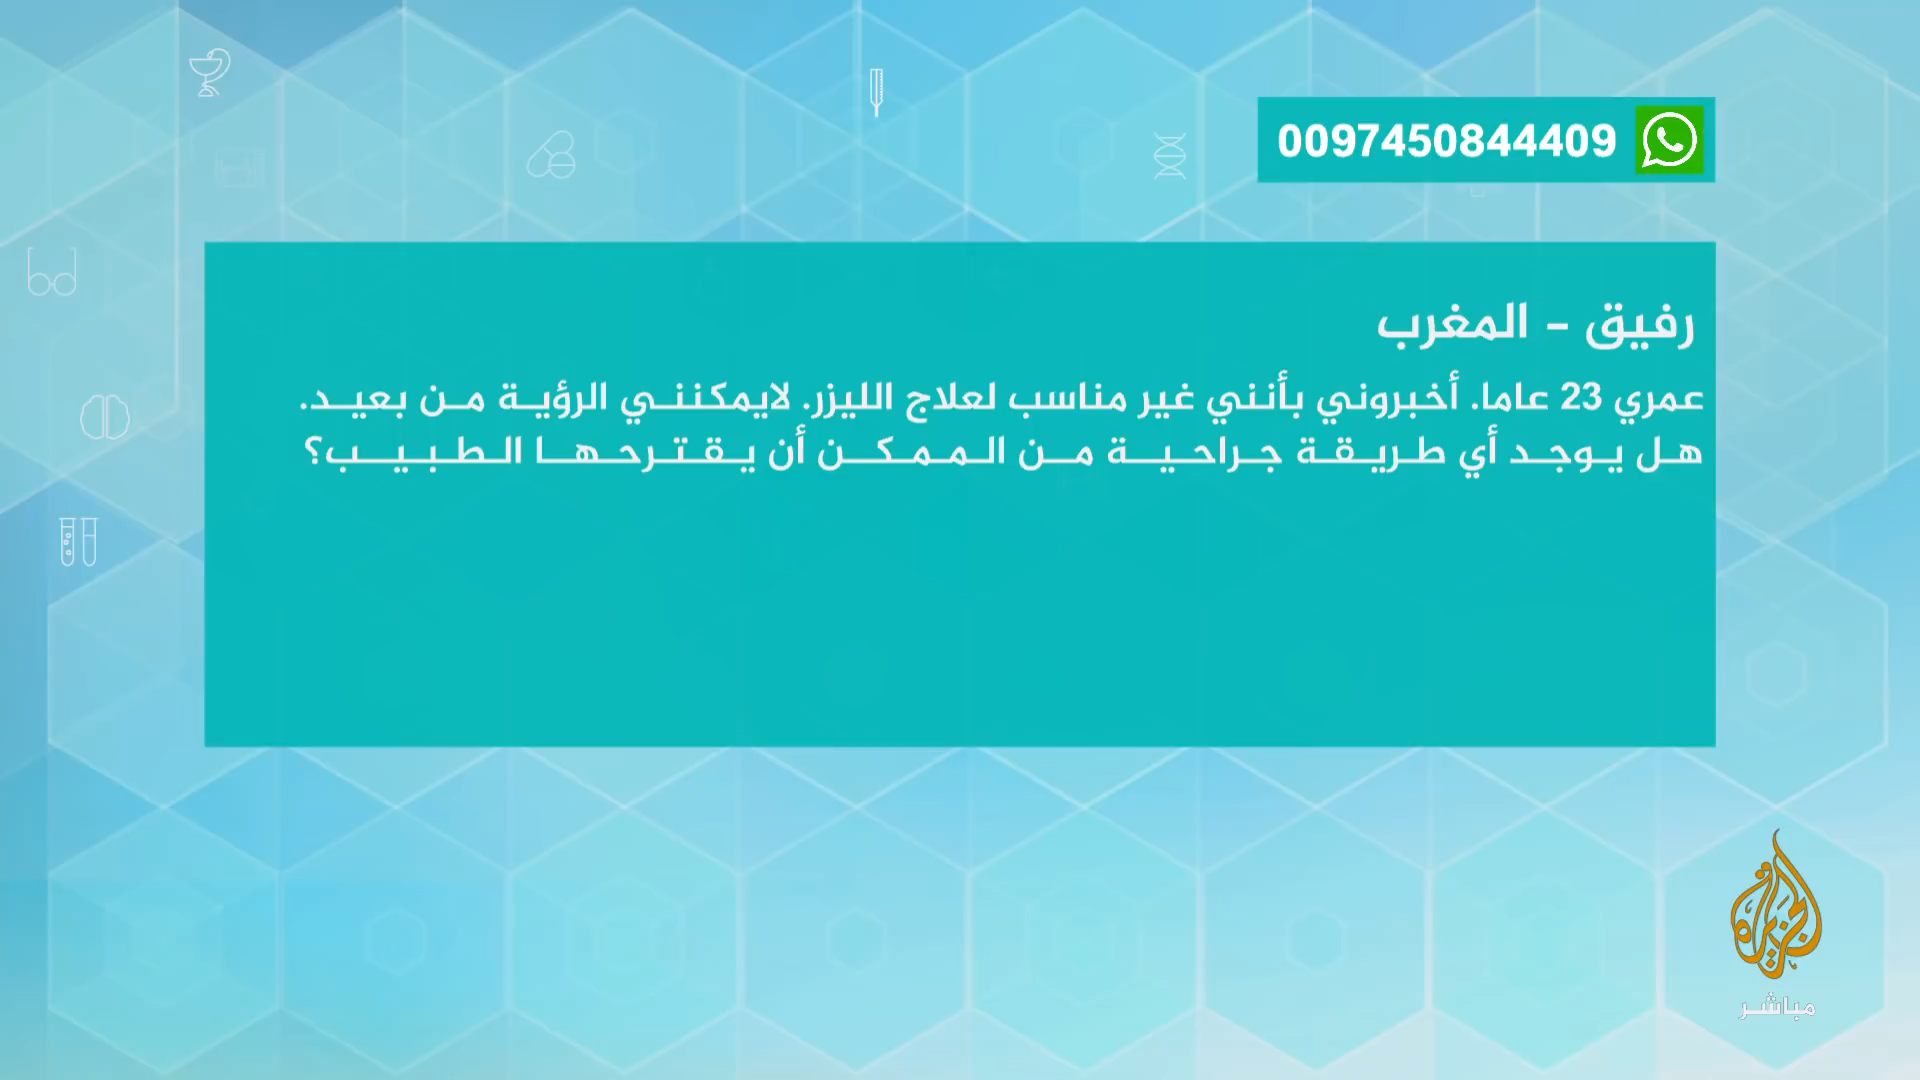 0097450844409
رفيق - المغرب
عمري 23 عاما. أخبروني بأنني غير مناسب لعلاج الليزر. لايمكنني الرؤية من بعيد.
هل يوجد أي طريقة جراحية من الممكن أن يقترحها الطبيب؟
الجزيرة
مباشر